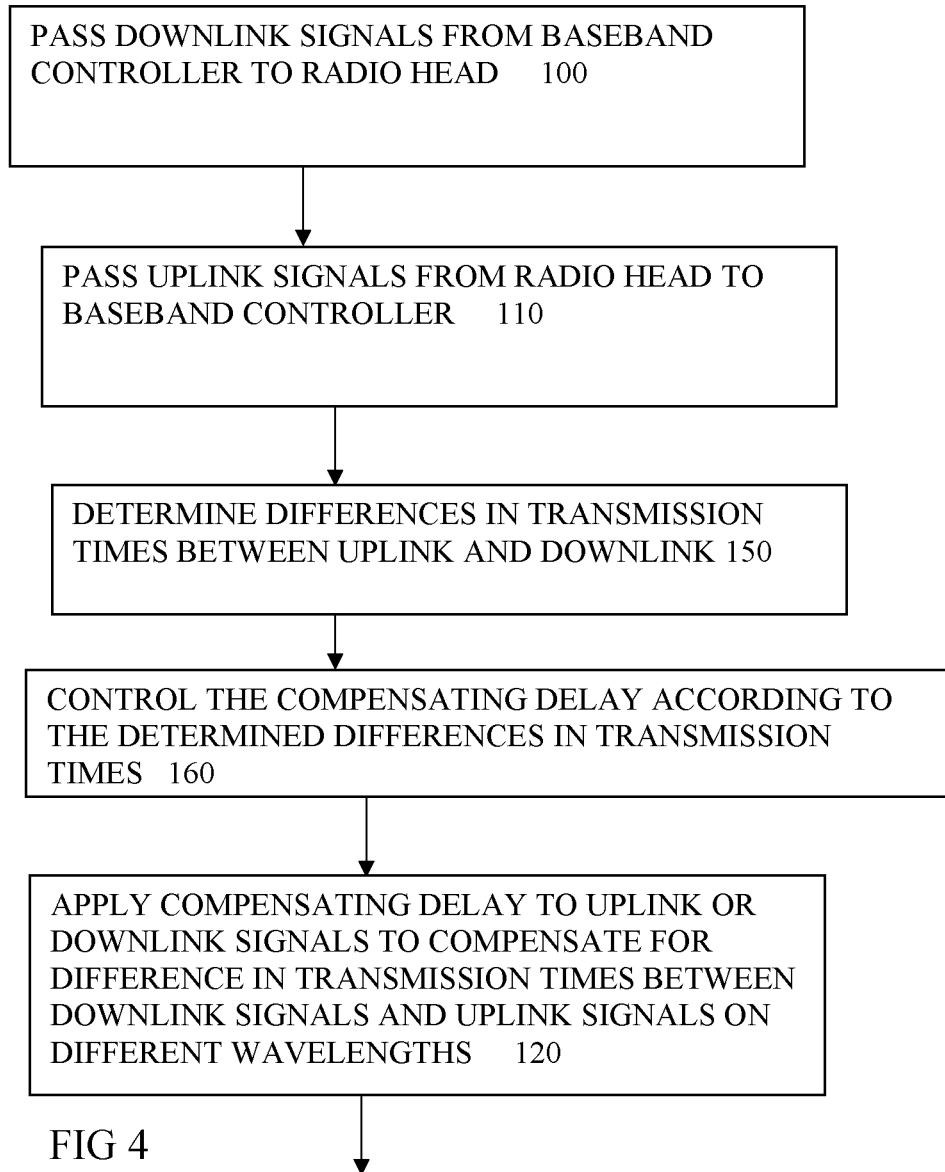 PASS DOWNLINK SIGNALS FROM BASEBAND
CONTROLLER TO RADIO HEAD 100
PASS UPLINK SIGNALS FROM RADIO HEAD TO
BASEBAND CONTROLLER 110
DETERMINE DIFFERENCES IN TRANSMISSION
TIMES BETWEEN UPLINK AND DOWNLINK 150
CONTROL THE COMPENSATING DELAY ACCORDING TO
THE DETERMINED DIFFERENCES IN TRANSMISSION
TIMES 160
APPLY COMPENSATING DELAY TO UPLINK OR
DOWNLINK SIGNALS TO COMPENSATE FOR
DIFFERENCE IN TRANSMISSION TIMES BETWEEN
DOWNLINK SIGNALS AND UPLINK SIGNALS ON
DIFFERENT WAVELENGTHS 120
FIG 4